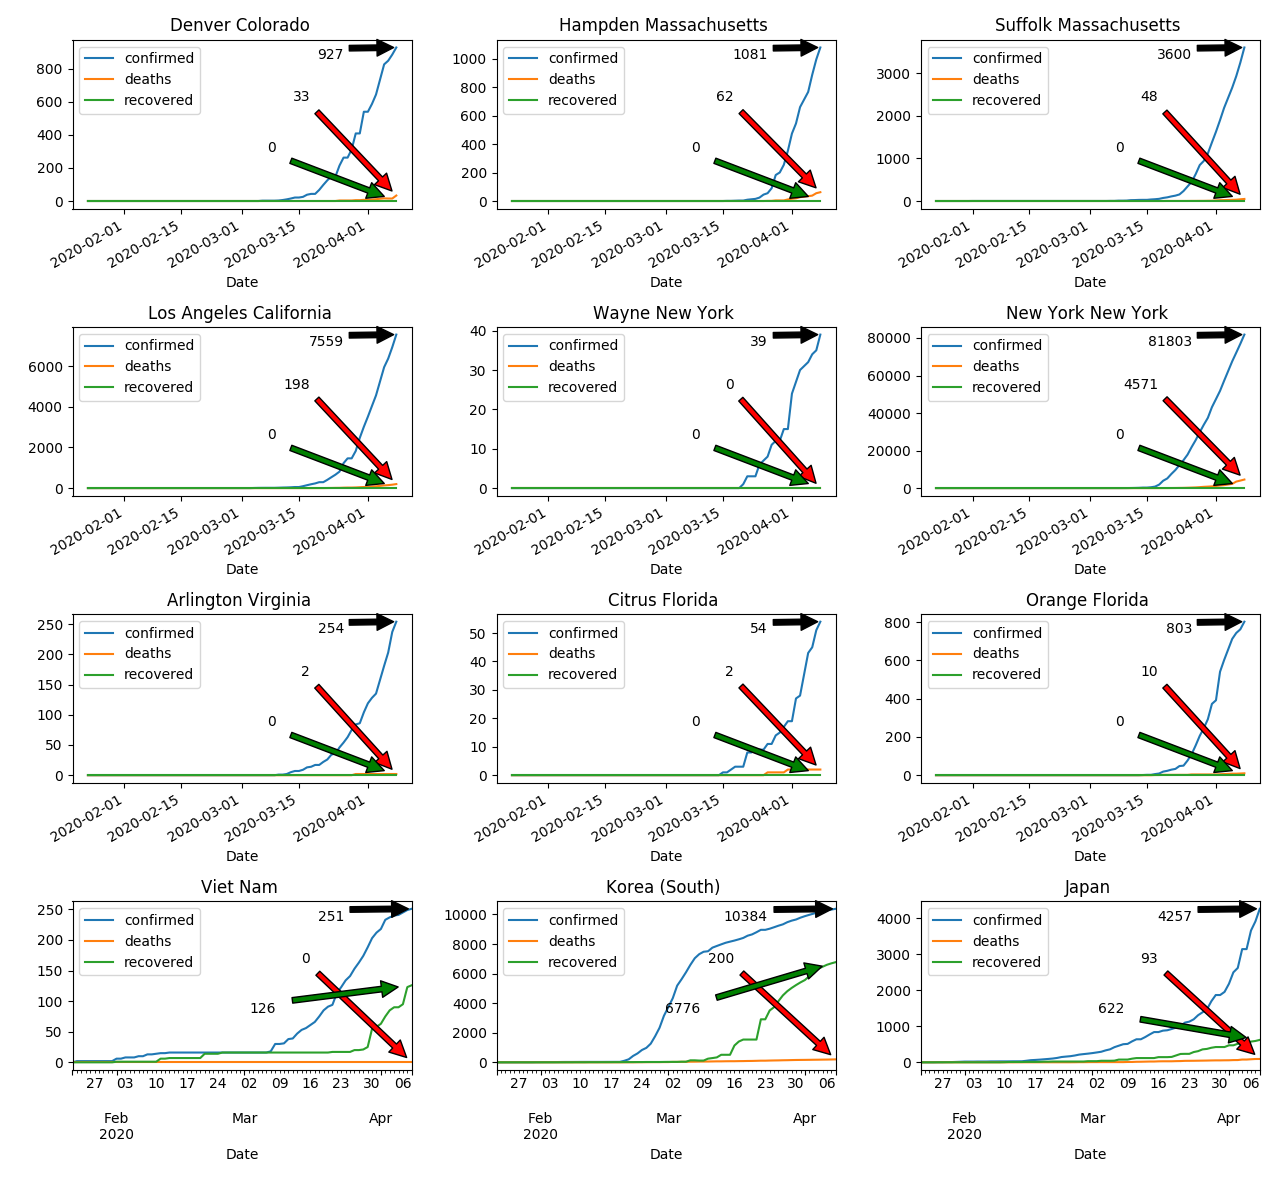 Denver Colorado
927
800
600
400
200
0
confirmed
deaths
recovered
33
0
2020-02-01
2020-02-15
2020-03-01
2020-03-15
2020-04-01
Date
Hampden Massachusetts
1081
1000
800
600
400
200
0
confirmed
deaths
recovered
62
0
2020-02-01
2020-02-15
2020-03-01
2020-03-15
2020-04-01
Date
Suffolk Massachusetts
3600
3000
2000
1000
0
confirmed
deaths
recovered
48
0
2020-02-01
2020-02-15
2020-03-01
2020-03-15
2020-04-01
Date
Los Angeles California
7559
6000
4000
2000
0
confirmed
deaths
recovered
198
0
2020-02-01
2020-02-15
2020-03-01
2020-03-15
2020-04-01
Date
Wayne New York
39
40
30
20
10
0
confirmed
deaths
recovered
0
0
2020-02-01
2020-02-15
2020-03-01
2020-03-15
2020-04-01
Date
New York New York
81803
80000
60000
40000
20000
0
confirmed
deaths
recovered
4571
0
2020-02-01
2020-02-15
2020-03-01
2020-03-15
2020-04-01
Date
Arlington Virginia
254
250
200
150
100
50
0
confirmed
deaths
recovered
2
0
2020-02-01
2020-02-15
2020-03-01
2020-03-15
2020-04-01
Date
Citrus Florida
54
50
40
30
20
10
0
confirmed
deaths
recovered
2
0
2020-02-01
2020-02-15
2020-03-01
2020-03-15
2020-04-01
Date
Orange Florida
803
800
600
400
200
0
confirmed
deaths
recovered
10
0
2020-02-01
2020-02-15
2020-03-01
2020-03-15
2020-04-01
Date
Viet Nam
251
250
200
150
100
50
0
confirmed
deaths
recovered
0
126
27 03 10 17 24 02 09 16 23 30 06
Feb Mar Apr
2020
Date
Korea (South)
10384
10000
8000
6000
4000
2000
0
confirmed
deaths
recovered
200
6776
27 03 10 17 24 02 09 16 23 30 06
Feb Mar Apr
2020
Date
Japan
4257
4000
3000
2000
1000
0
confirmed
deaths
recovered
93
622
27 03 10 17 24 02 09 16 23 30 06
Feb Mar Apr
2020
Date